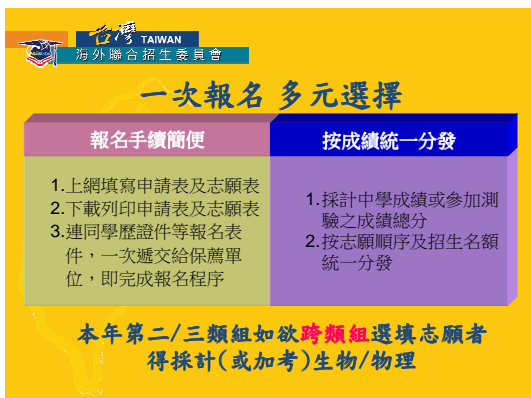 台灣 TAIWAN
海外聯合招生委員會
一次報名 多元選擇
報名手續簡便
1.上網填寫申請表及志願表
2.下載列印申請表及志願表
3.連同學歷證件等報名表
件，一次遞交給保薦單
位，即完成報名程序
按成績統一分發
1.採計中學成績或參加測
驗之成績總分
2.按志願順序及招生名額
統一分發
本年第二/三類組如欲跨類組選填志願者
得採計(或加考)生物/物理